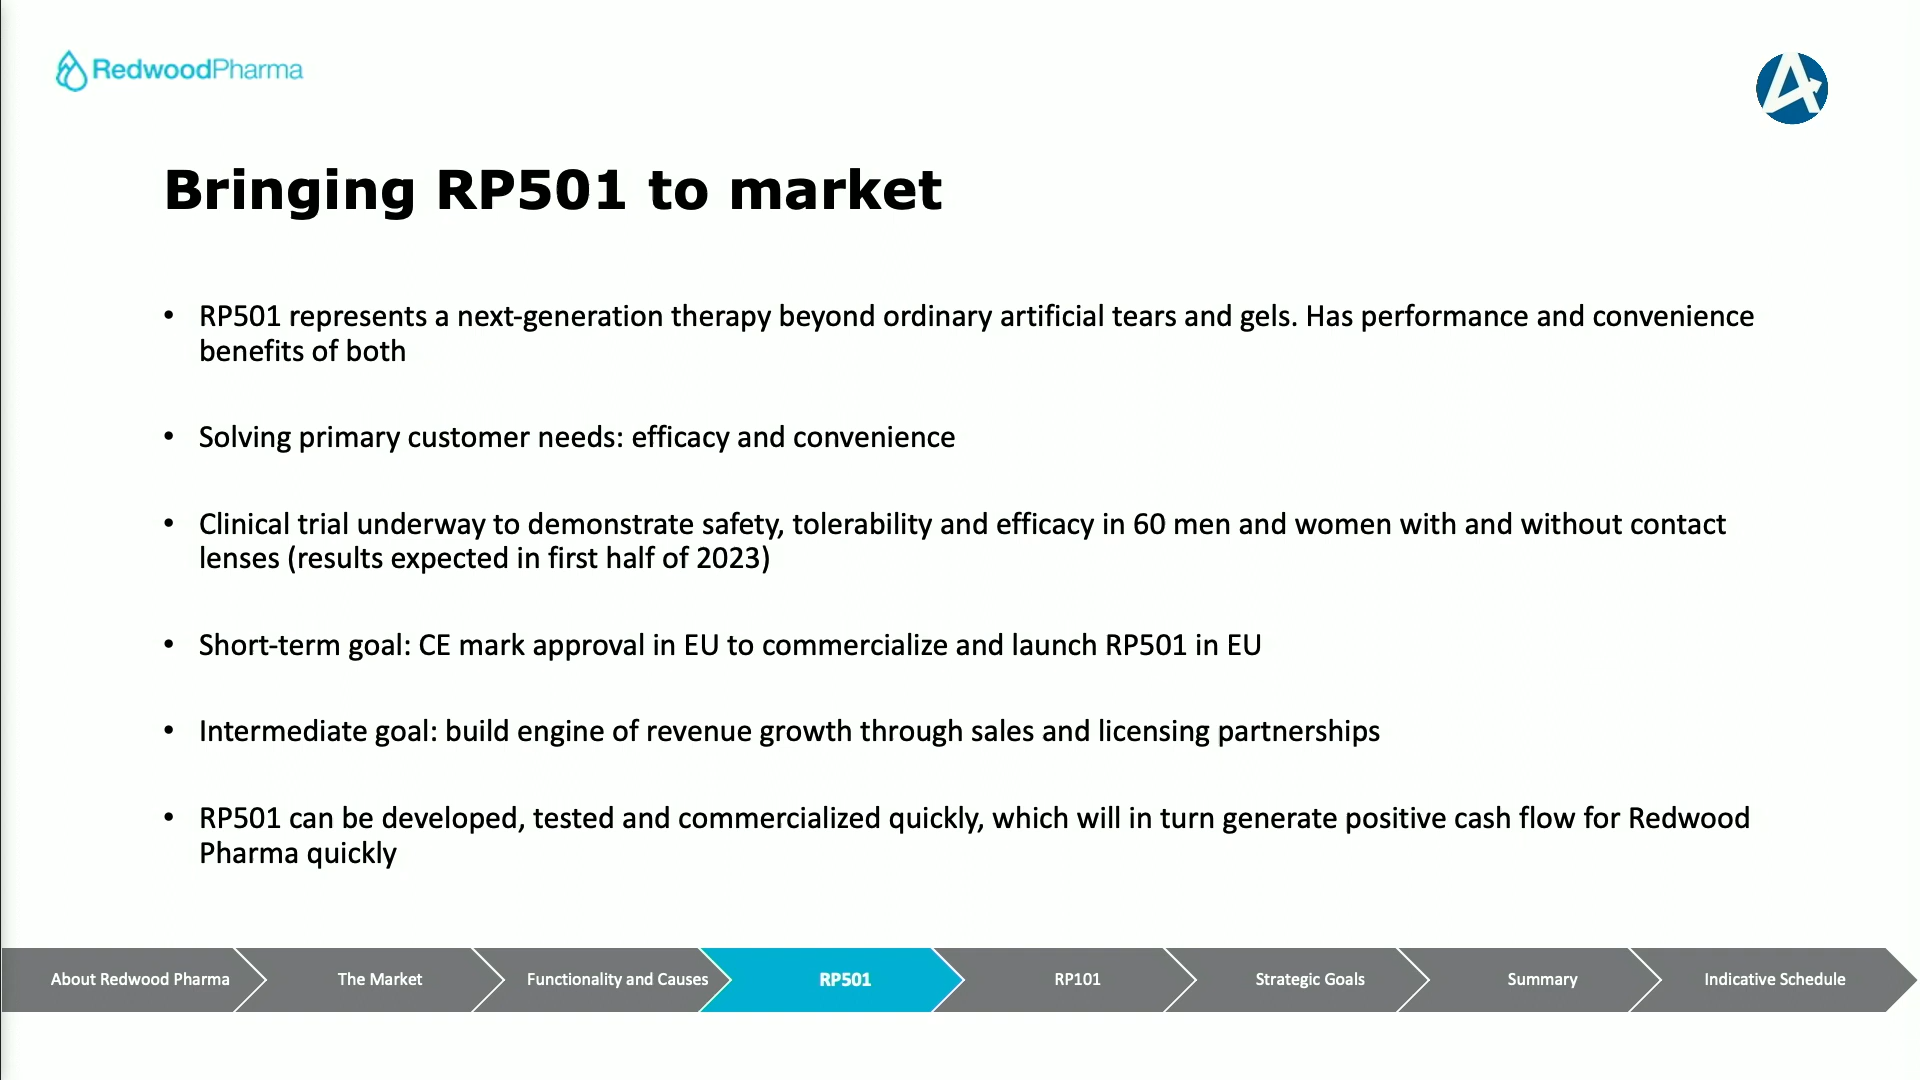 RedwoodPharma
Bringing RP501 to market
• RP501 represents a next-generation therapy beyond ordinary artificial tears and gels. Has performance and convenience
benefits of both
• Solving primary customer needs: efficacy and convenience
• Clinical trial underway to demonstrate safety, tolerability and efficacy in 60 men and women with and without contact
lenses (results expected in first half of 2023)
• Short-term goal: CE mark approval in EU to commercialize and launch RP501 in EU
• Intermediate goal: build engine of revenue growth through sales and licensing partnerships
• RP501 can be developed, tested and commercialized quickly, which will in turn generate positive cash flow for Redwood
Pharma quickly
About Redwood Pharma
The Market
Functionality and Causes
RP501
RP101
Strategic Goals
Summary
Indicative Schedule